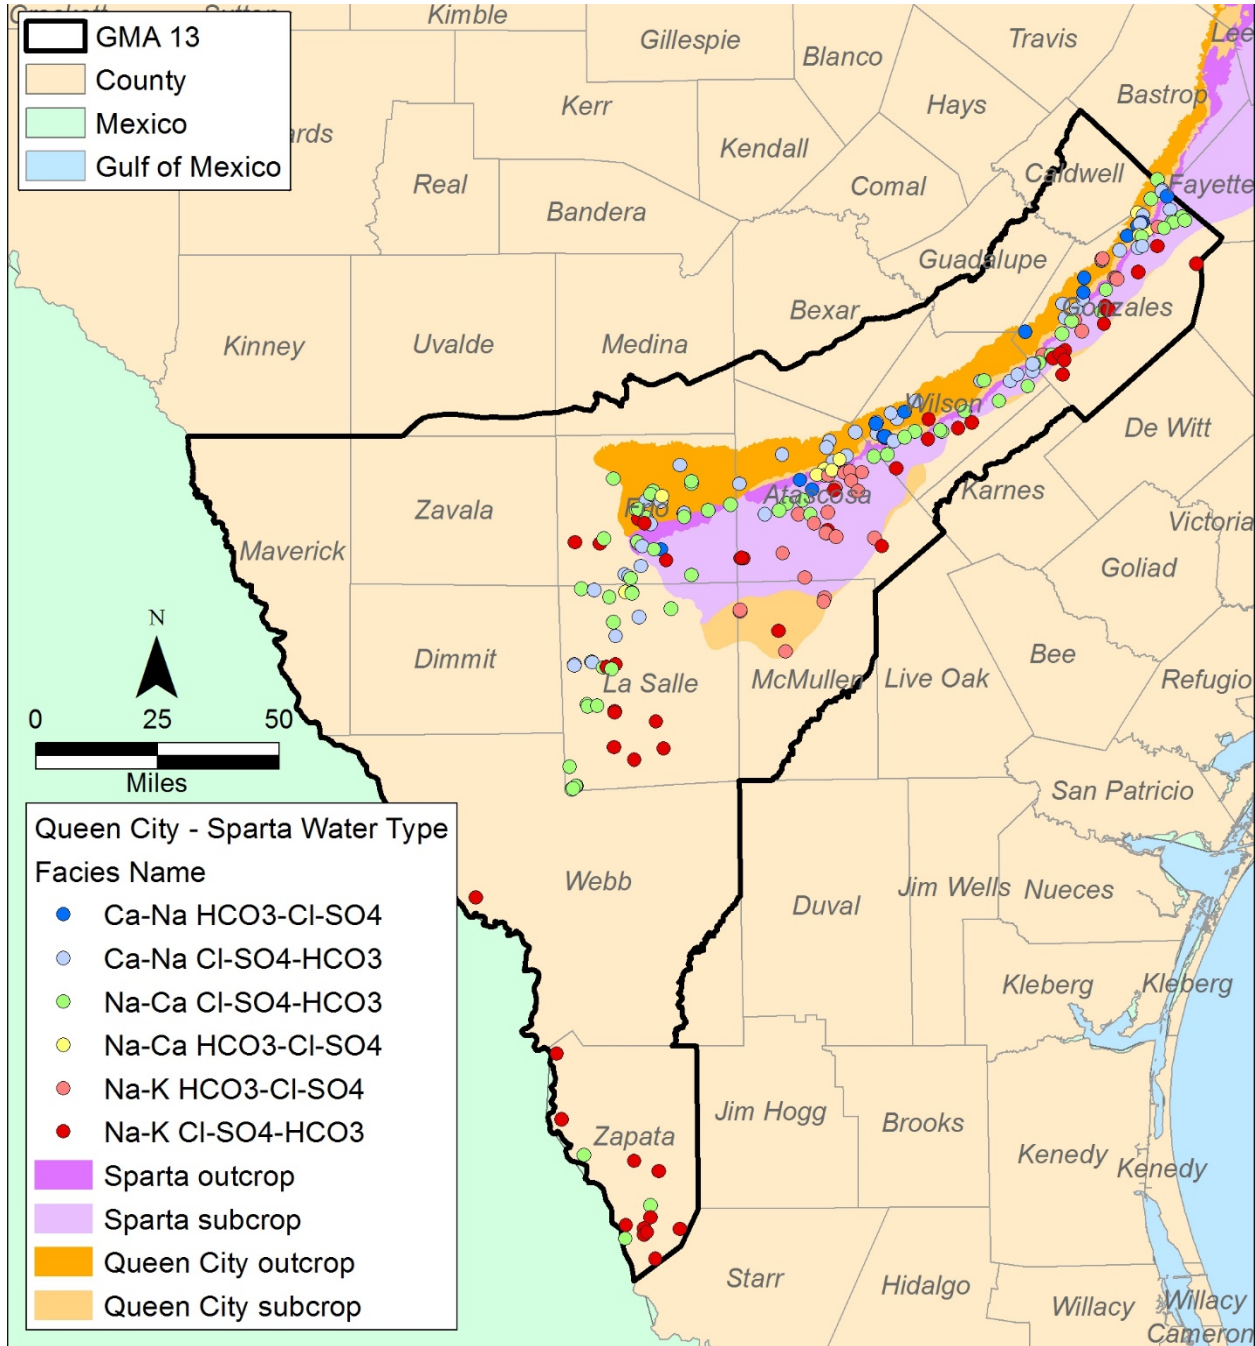 Crockett
Sutton
Kimble
Gillespie
Blanco
Travis
Lee
GMA 13
County
Mexico
Gulf of Mexico
ards
Kerr
Hays
Bastrop
Kendall
Real
Bandera
Comal
Caldwell
Fayette
Guadalupe
Bexar
Kinney
Uvalde
Medina
Gonzales
Wilson
De Witt
Zavala
Frio
Atascosa
Karnes
Victoria
Maverick
Goliad
N
Dimmit
La Salle
McMullen
Live Oak
Bee
Refugio
0 25 50
Miles
San Patricio
Queen City - Sparta Water Type
Facies Name
Ca-Na HCO3-Cl-SO4
Ca-Na Cl-SO4-HCO3
Na-Ca Cl-SO4-HCO3
Na-Ca HCO3-Cl-SO4
Na-K HCO3-Cl-SO4
Na-K Cl-SO4-HCO3
Sparta outcrop
Sparta subcrop
Queen City outcrop
Queen City subcrop
Webb
Duval
Jim Wells
Nueces
Kleberg
Kleberg
Zapata
Jim Hogg
Brooks
Kenedy
Kenedy
Starr
Hidalgo
Willacy
Willacy
Cameron